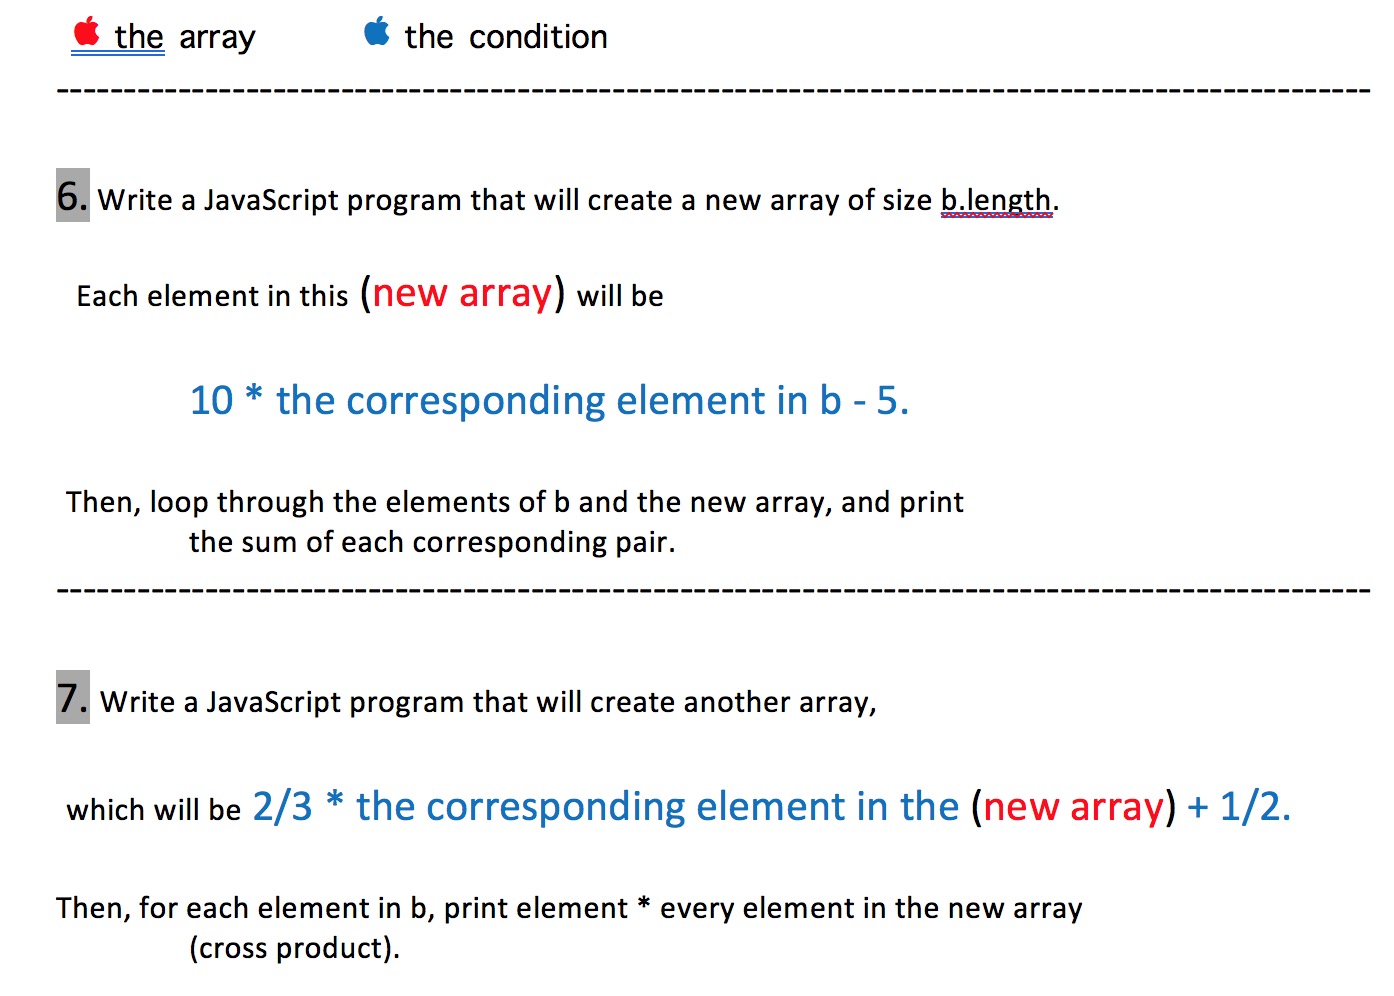 the array the condition
--------------------------------------------------------------------------------------------------
6. Write a JavaScript program that will create a new array of size b.length.
Each element in this (new array) will be
10 * the corresponding element in b - 5.
Then, loop through the elements of b and the new array, and print
the sum of each corresponding pair.
--------------------------------------------------------------------------------------------------
7. Write a JavaScript program that will create another array,
which will be 2/3 * the corresponding element in the (new array) + 1/2.
Then, for each element in b, print element * every element in the new array
(cross product).